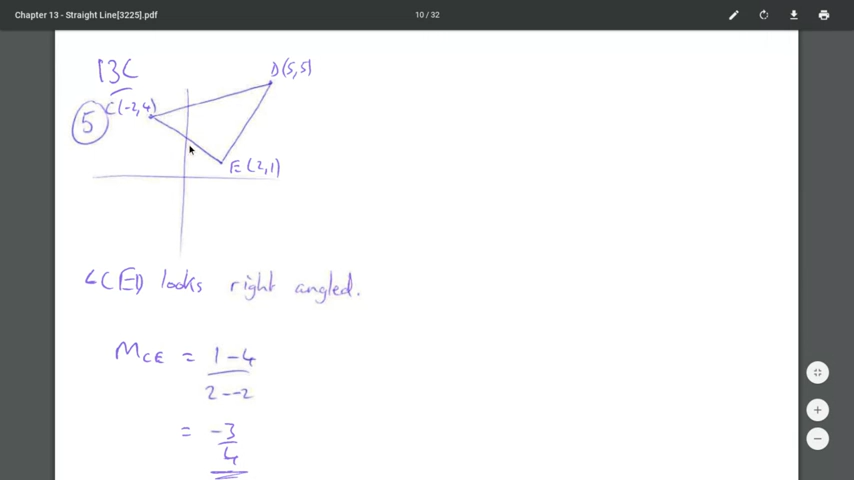 Chapter 13 - Straight Line[3225].pdf
10 / 32
13C
D(5,5)
C(-2,4)
5
E(2,1)
∠CED looks right angled.
MCE = 1-4
2--2
= -3
4